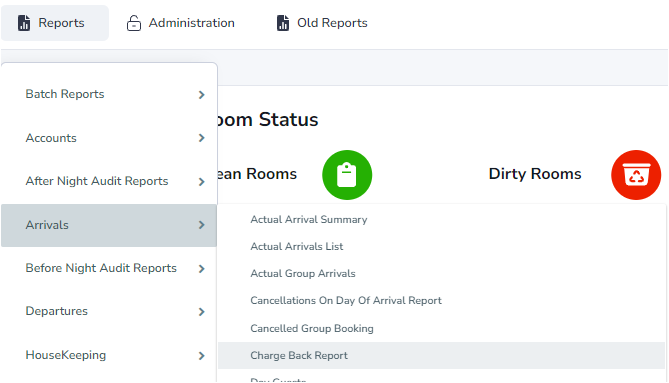 Reports
Administration
Old Reports
Batch Reports
Accounts
After Night Audit Reports
Arrivals
Before Night Audit Reports
Departures
HouseKeeping
oom Status
ean Rooms
Dirty Rooms
Actual Arrival Summary
Actual Arrivals List
Actual Group Arrivals
Cancellations On Day Of Arrival Report
Cancelled Group Booking
Charge Back Report
Day Guests